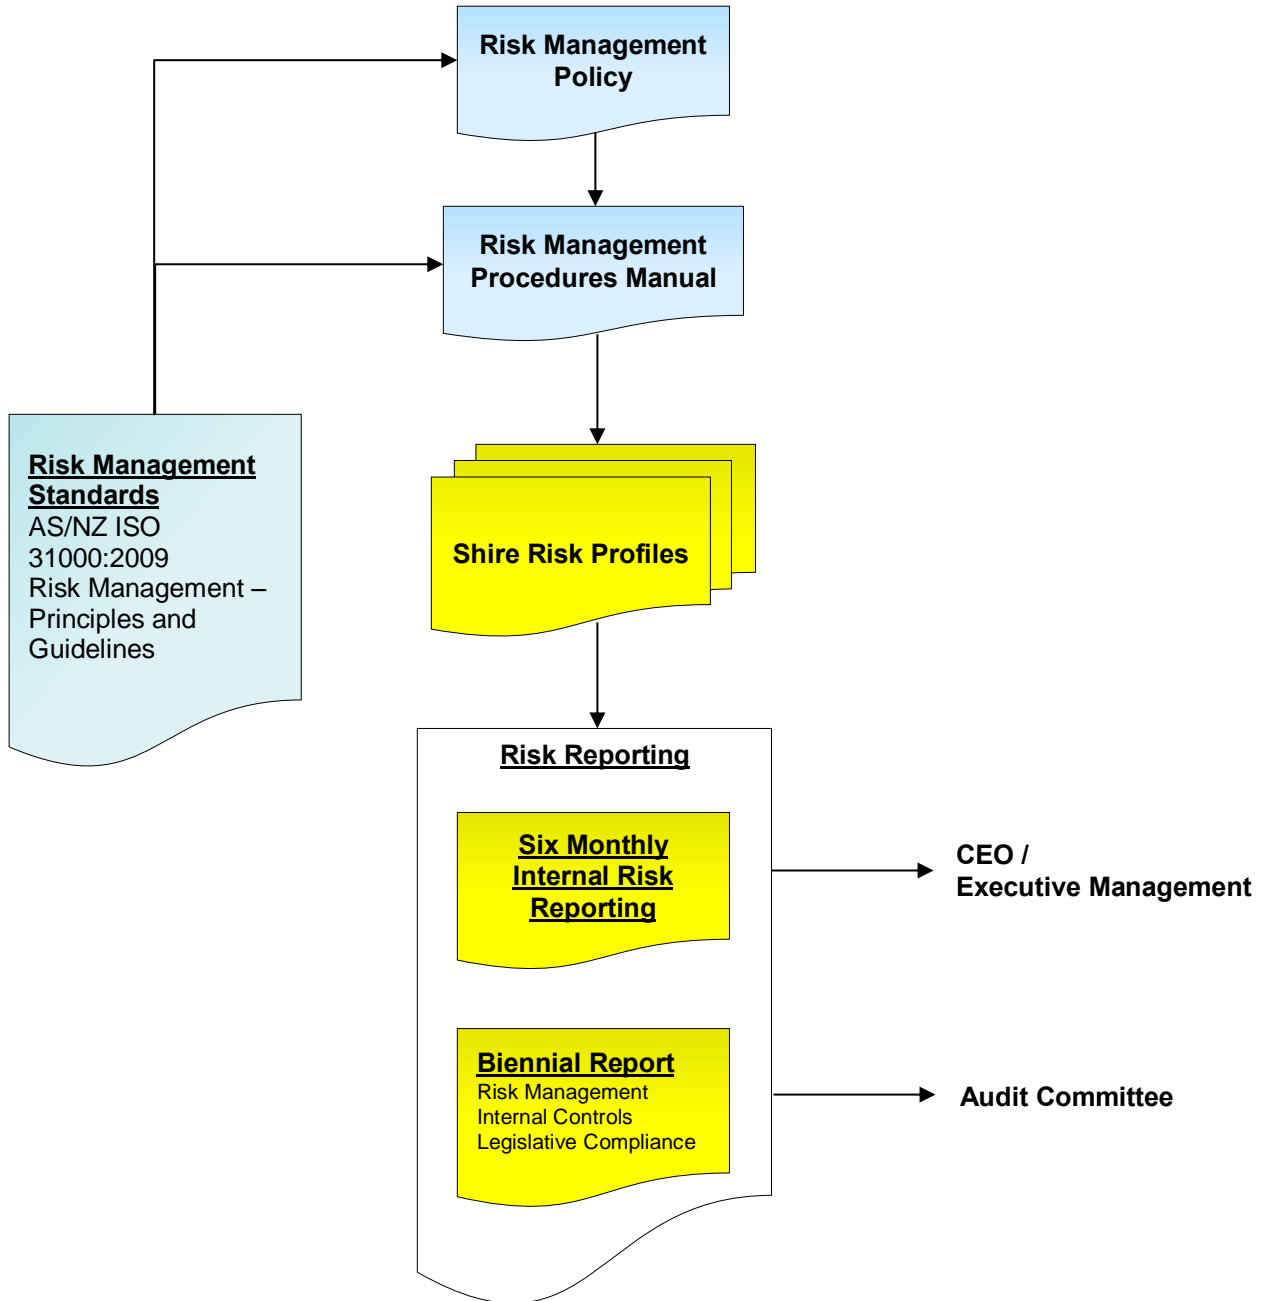 Risk Management
Policy
Risk Management
Procedures Manual
Risk Management
Standards
AS/NZ ISO
31000:2009
Risk Management –
Principles and
Guidelines
Shire Risk Profiles
Risk Reporting
Six Monthly
Internal Risk
Reporting
CEO /
Executive Management
Biennial Report
Risk Management
Internal Controls
Legislative Compliance
Audit Committee